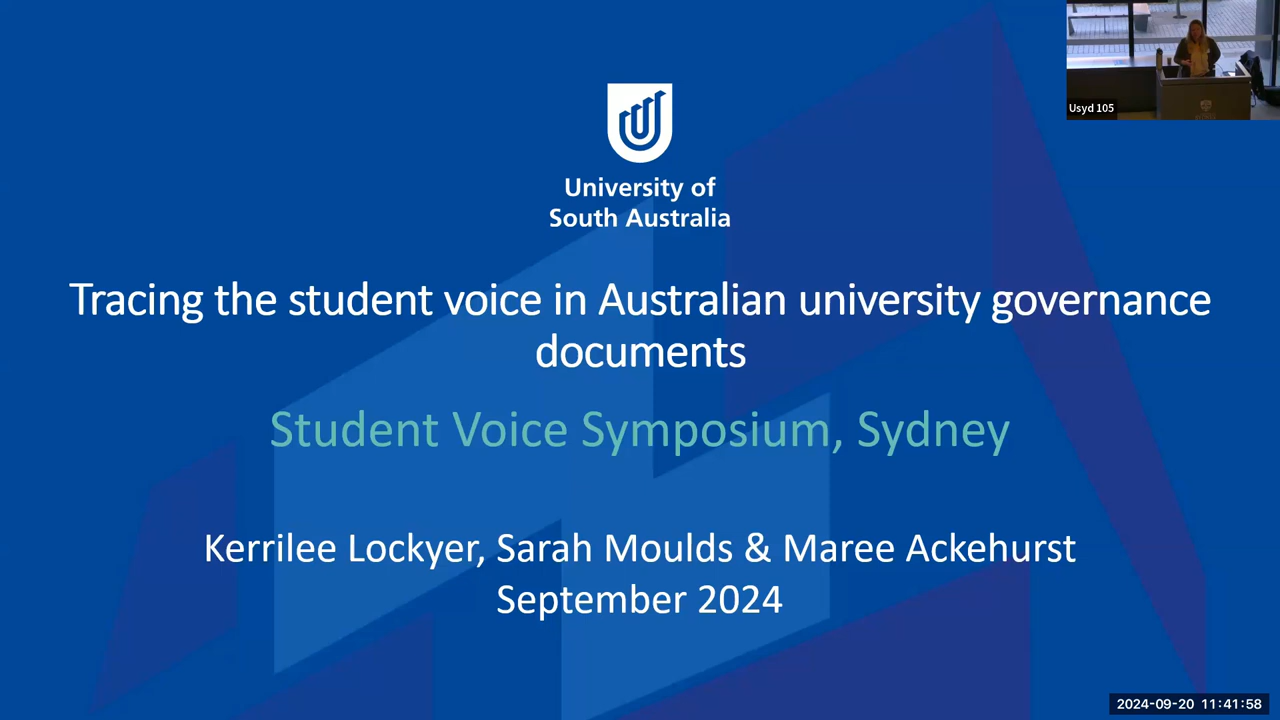 Usyd 105
University of
South Australia
Tracing the student voice in Australian university governance
documents
Student Voice Symposium, Sydney
Kerrilee Lockyer, Sarah Moulds & Maree Ackehurst
September 2024
2024-09-20 11:41:58